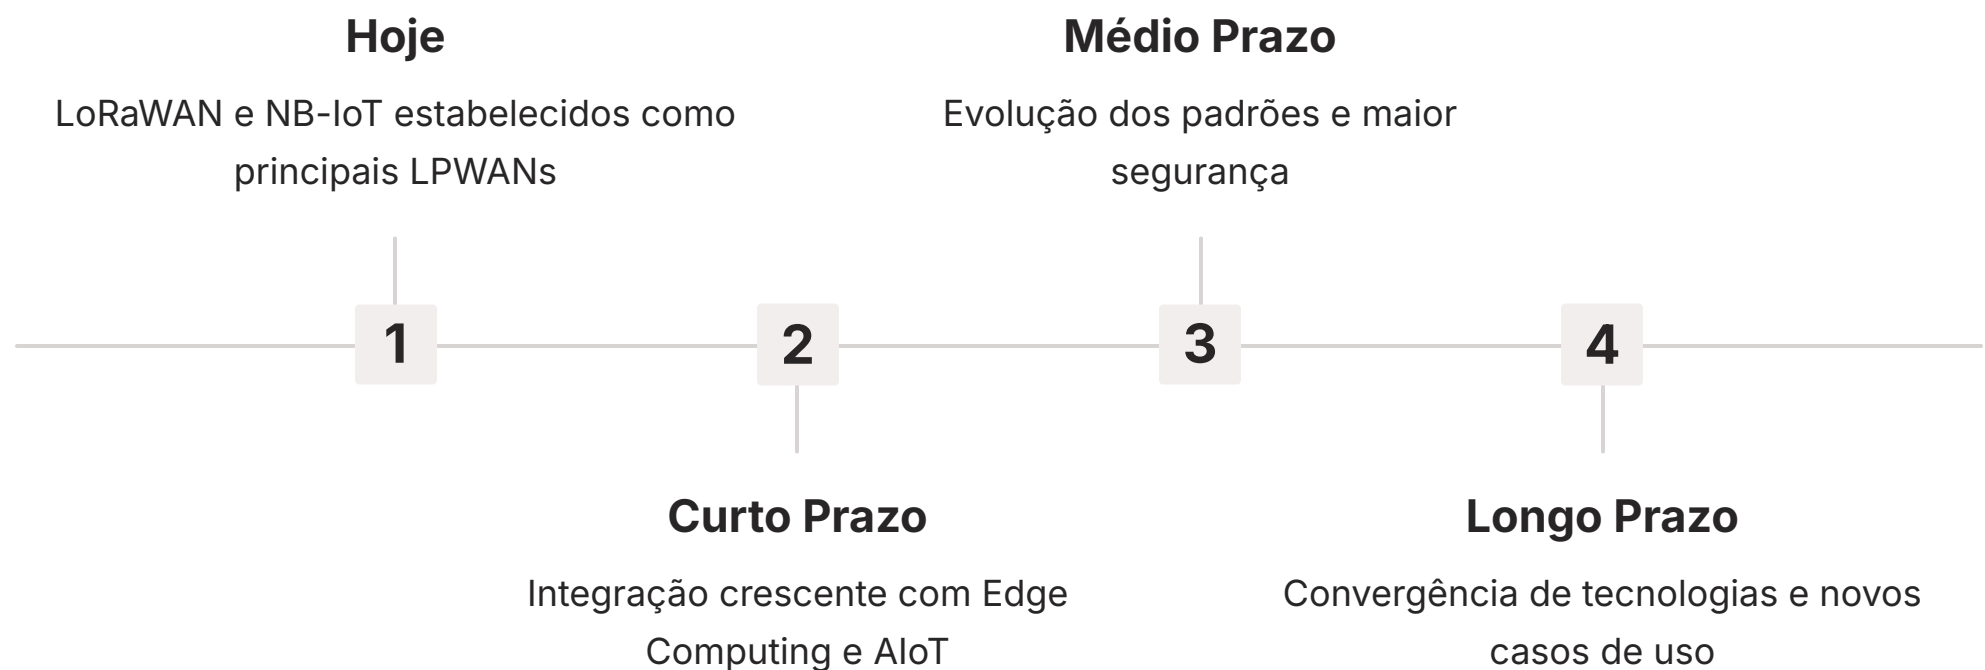 Hoje
LoRaWAN e NB-IoT estabelecidos como
principais LPWANs
1
2
Curto Prazo
Integração crescente com Edge
Computing e AIoT
Médio Prazo
Evolução dos padrões e maior
segurança
3
4
Longo Prazo
Convergência de tecnologias e novos
casos de uso